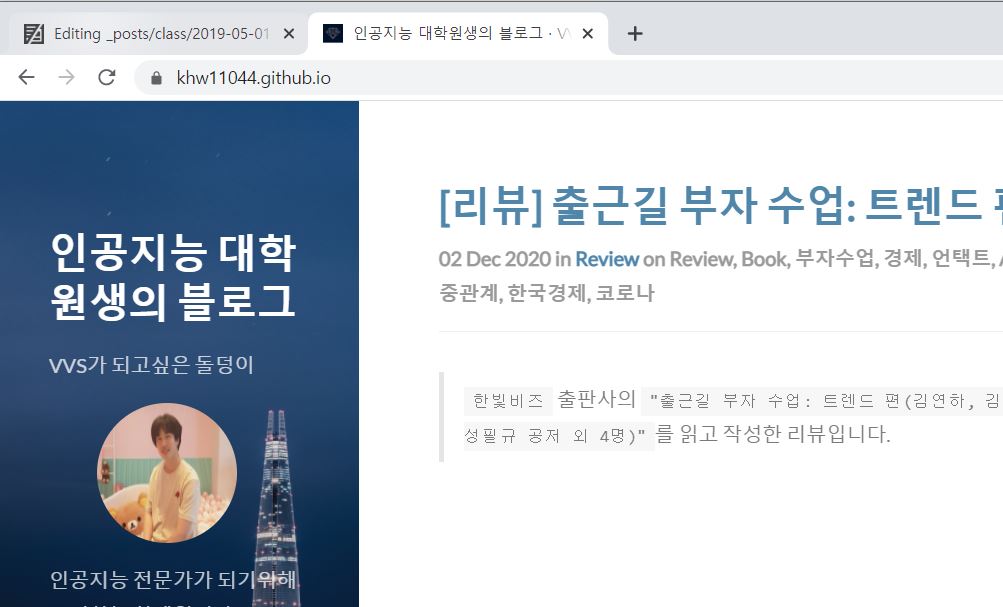 Editing _posts/class/2019-05-01
인공지능 대학원생의 블로그 · VV
khw11044.github.io
인공지능 대학
원생의 블로그
VVS가 되고싶은 돌덩이
인공지능 전문가가 되기위해
[리뷰] 출근길 부자 수업: 트렌드
02 Dec 2020 in Review on Review, Book, 부자수업, 경제, 언택트,
중관계, 한국경제, 코로나
한빛비즈 출판사의 "출근길 부자 수업: 트렌드 편(김연하, 김
성필규 공저 외 4명)" 를 읽고 작성한 리뷰입니다.